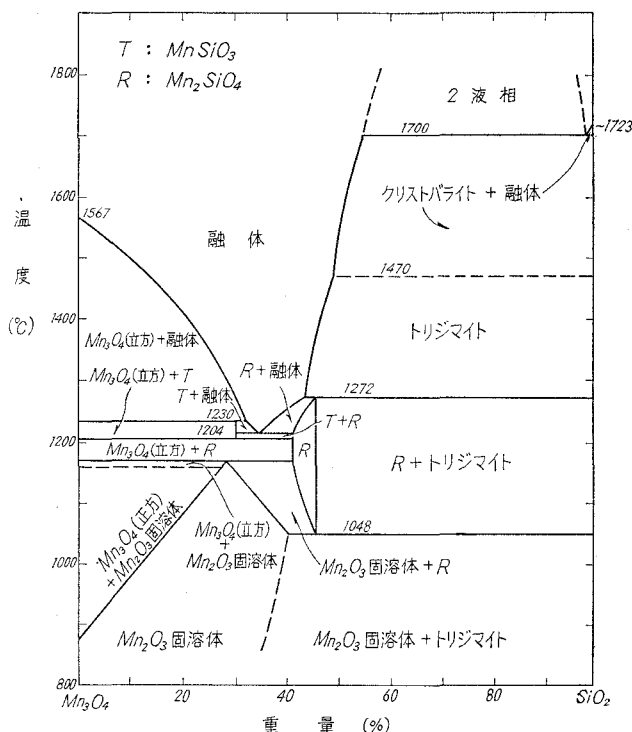 T : MnSiO3
R : Mn2SiO4
1800
2 液相
1700
~1723
クリストバライト + 融体
1600
1567
温度
(℃)
融体
1470
1400
Mn3O4(立方)+融体
トリジマイト
R+融体
Mn3O4(立方)+T
T+融体
1272
1230
1204
T+R
1200
Mn3O4(立方)+R
R
R+トリジマイト
Mn3O4(正方)
+Mn2O3固溶体
Mn3O4(立方)
+
Mn2O3固溶体
1048
1000
Mn2O3固溶体+R
Mn2O3固溶体
Mn2O3固溶体+トリジマイト
800
Mn3O4
20
40
60
80
SiO2
重量(%)